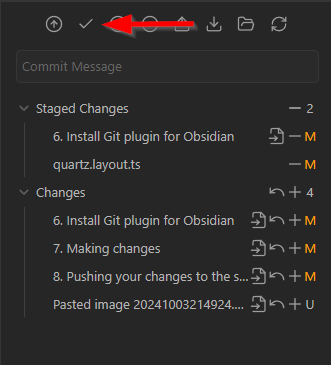 Commit Message
Staged Changes 2
6. Install Git plugin for Obsidian M
quartz.layout.ts M
Changes 4
6. Install Git plugin for Obsidian M
7. Making changes M
8. Pushing your changes to the s... M
Pasted image 20241003214924.... U